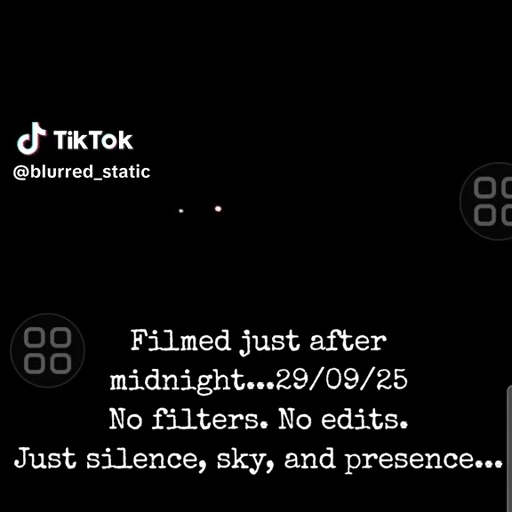 TikTok
@blurred_static
Filmed just after
midnight...29/09/25
No filters. No edits.
Just silence, sky, and presence...